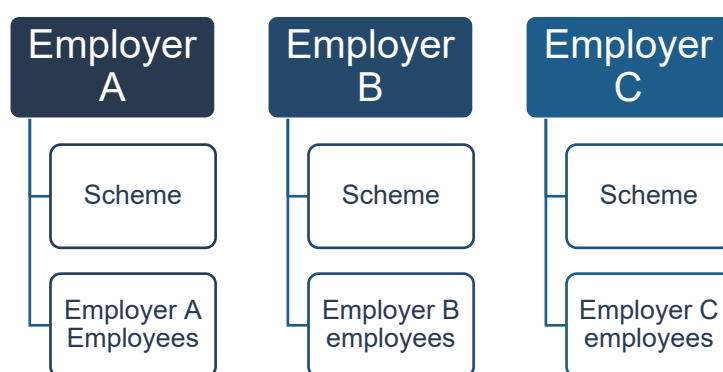 Employer
A
Scheme
Employer A
Employees
Employer
B
Scheme
Employer B
employees
Employer
C
Scheme
Employer C
employees